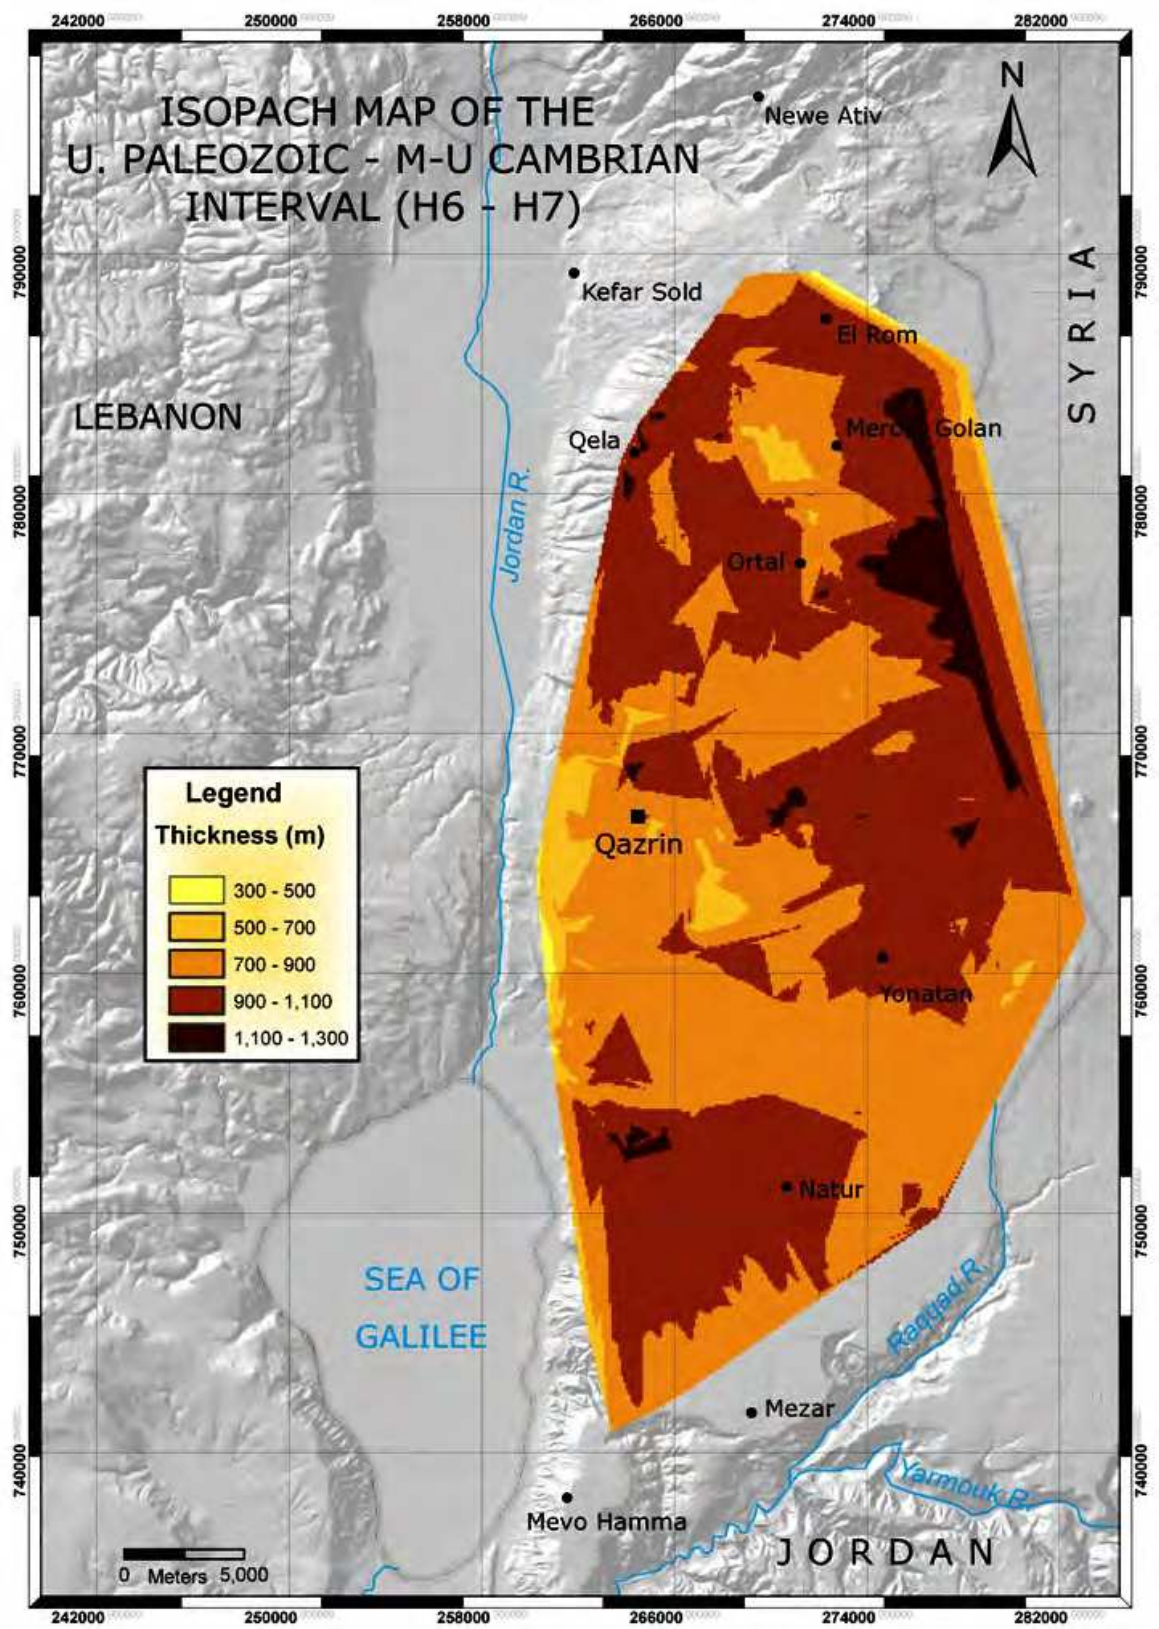 242000 250000 258000 266000 274000 282000
N
ISOPACH MAP OF THE
U. PALEOZOIC - M-U CAMBRIAN
INTERVAL (H6 - H7)
Newe Ativ
790000
790000
SYRIA
Kefar Sold
El Rom
LEBANON
Qela
Golan
Jordan R.
780000
780000
Ortal
770000
770000
Legend
Thickness (m)
300 - 500
500 - 700
700 - 900
900 - 1,100
1,100 - 1,300
Qazrin
760000
760000
Yonatan
Natur
750000
750000
SEA OF
GALILEE
Raggad R.
Mezar
740000
740000
Yarmouk R.
Mevo Hamma
JORDAN
0 Meters 5,000
242000 250000 258000 266000 274000 282000